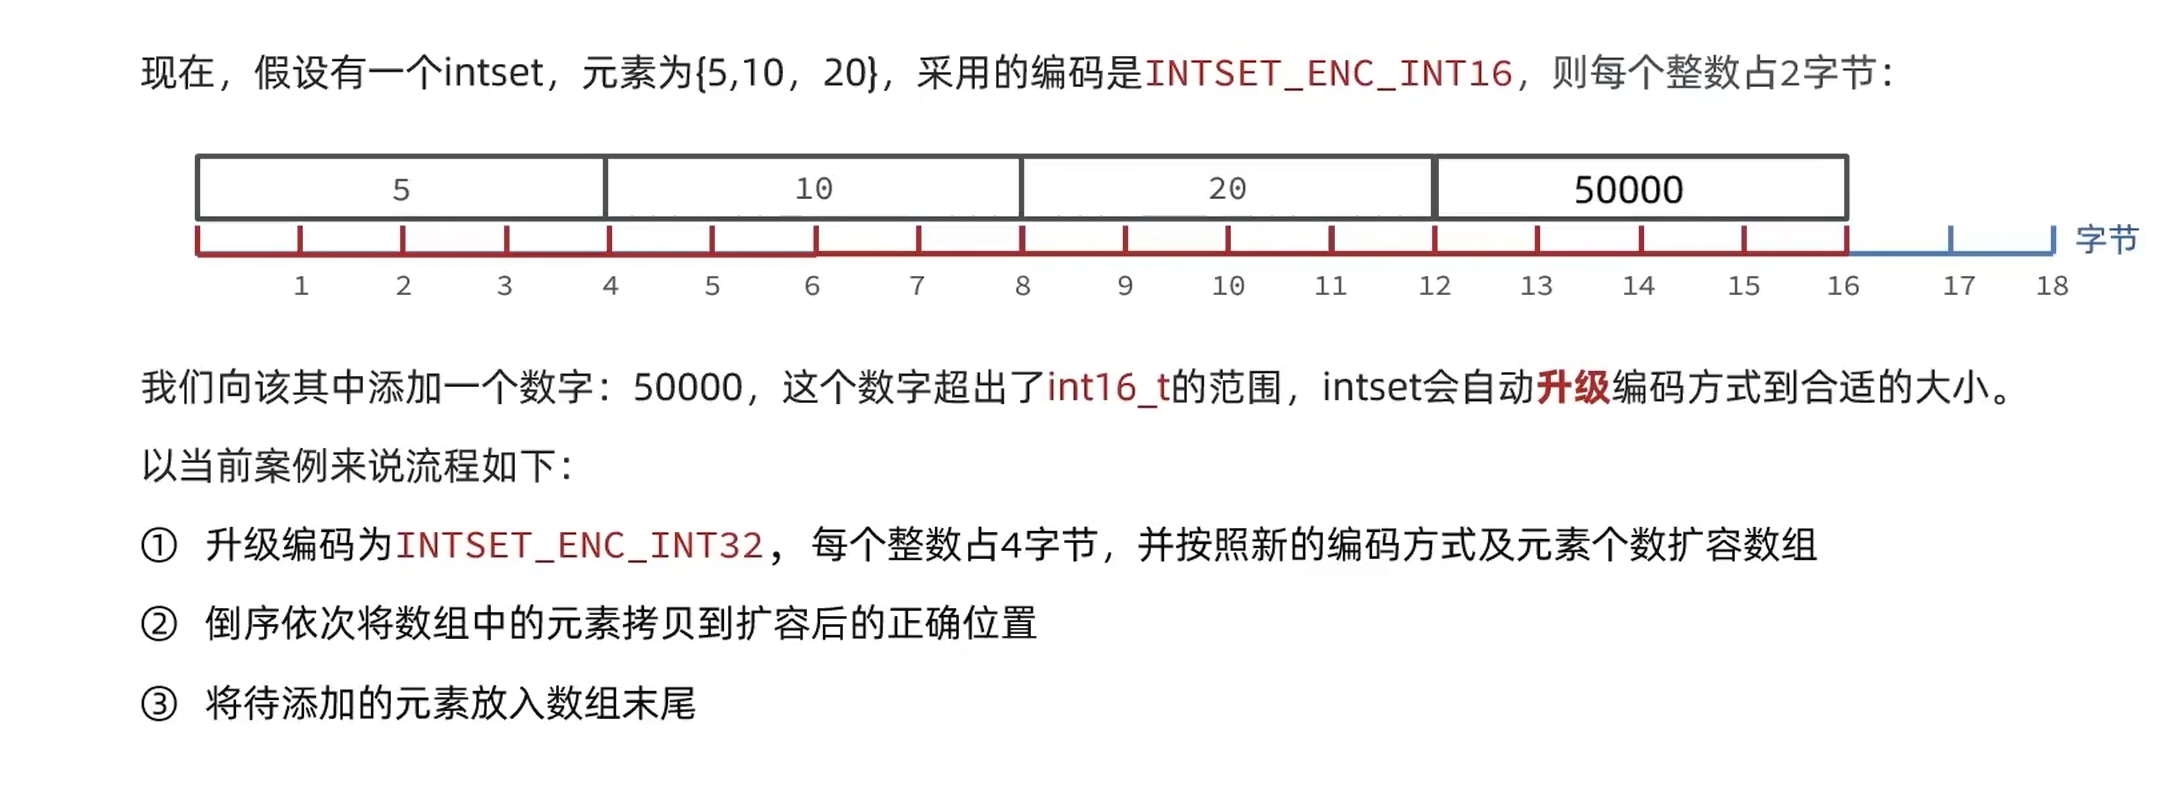 现在，假设有一个intset，元素为{5,10，20}，采用的编码是INTSET_ENC_INT16，则每个整数占2字节：
5 10 20 50000
字节
1 2 3 4 5 6 7 8 9 10 11 12 13 14 15 16 17 18
我们向该其中添加一个数字：50000，这个数字超出了int16_t的范围，intset会自动升级编码方式到合适的大小。
以当前案例来说流程如下：
① 升级编码为INTSET_ENC_INT32，每个整数占4字节，并按照新的编码方式及元素个数扩容数组
② 倒序依次将数组中的元素拷贝到扩容后的正确位置
③ 将待添加的元素放入数组末尾